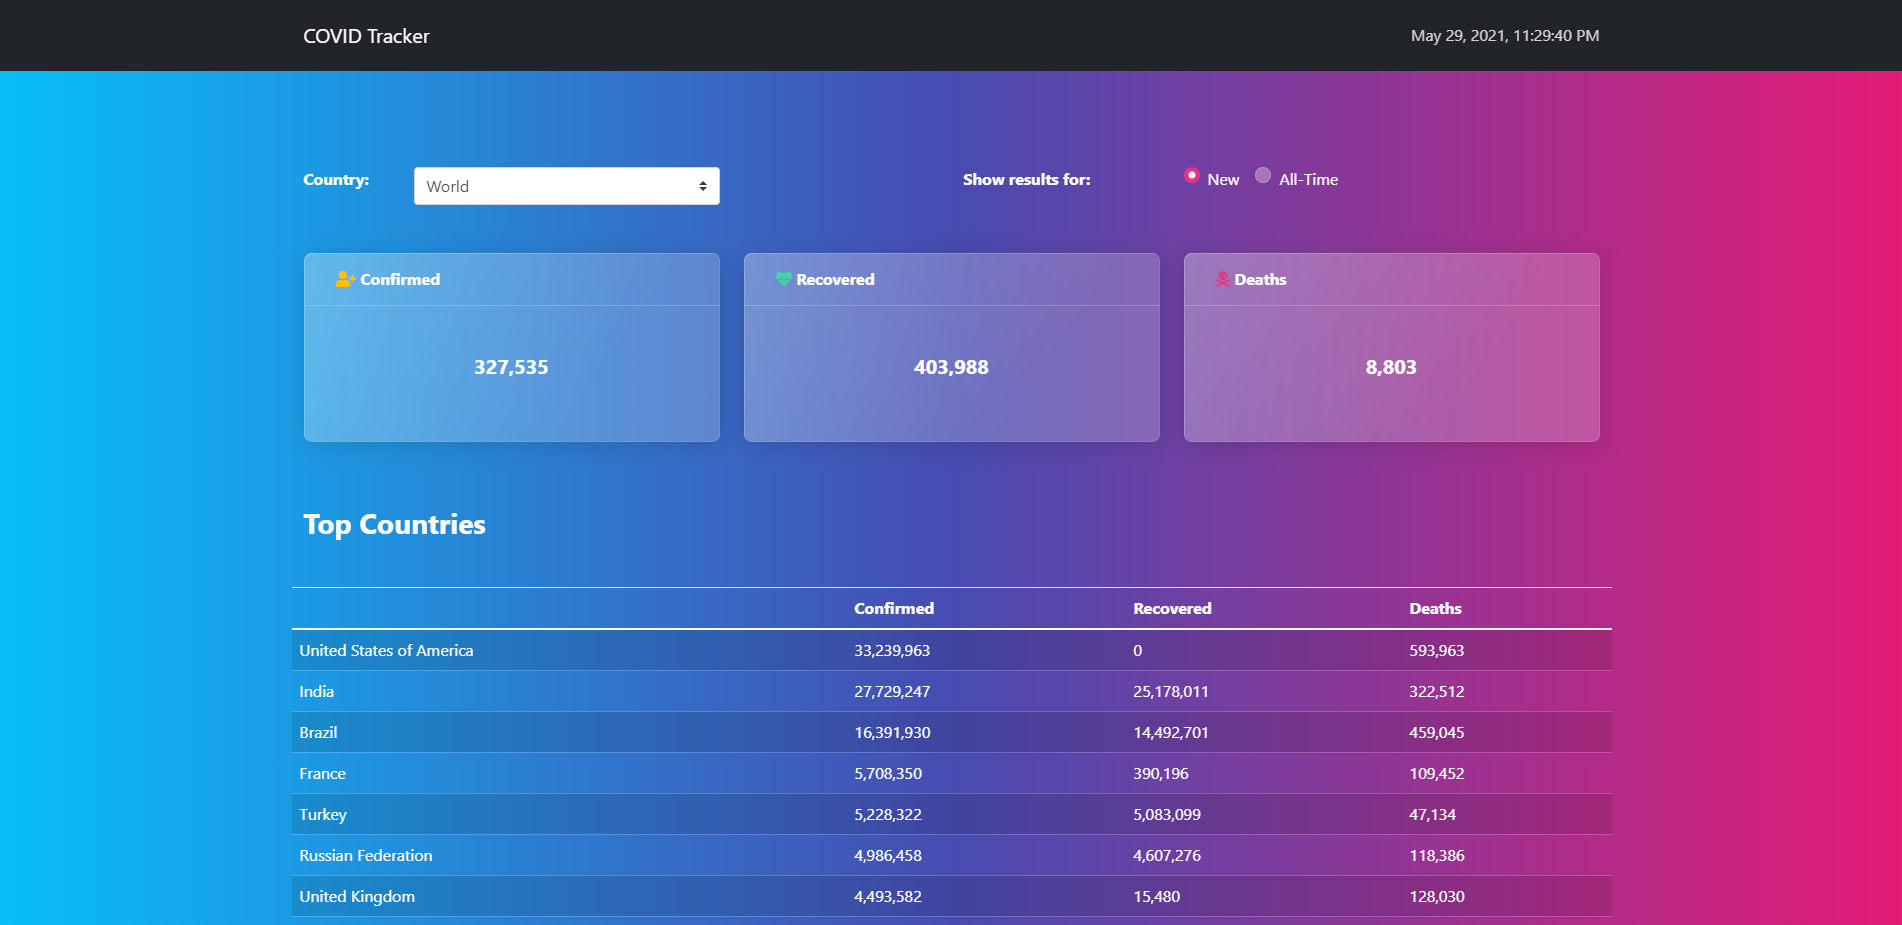 COVID Tracker May 29, 2021, 11:29:40 PM
Country: World Show results for: New All-Time
Confirmed Recovered Deaths
327,535 403,988 8,803
Top Countries
Confirmed Recovered Deaths
United States of America 33,239,963 0 593,963
India 27,729,247 25,178,011 322,512
Brazil 16,391,930 14,492,701 459,045
France 5,708,350 390,196 109,452
Turkey 5,228,322 5,083,099 47,134
Russian Federation 4,986,458 4,607,276 118,386
United Kingdom 4,493,582 15,480 128,030